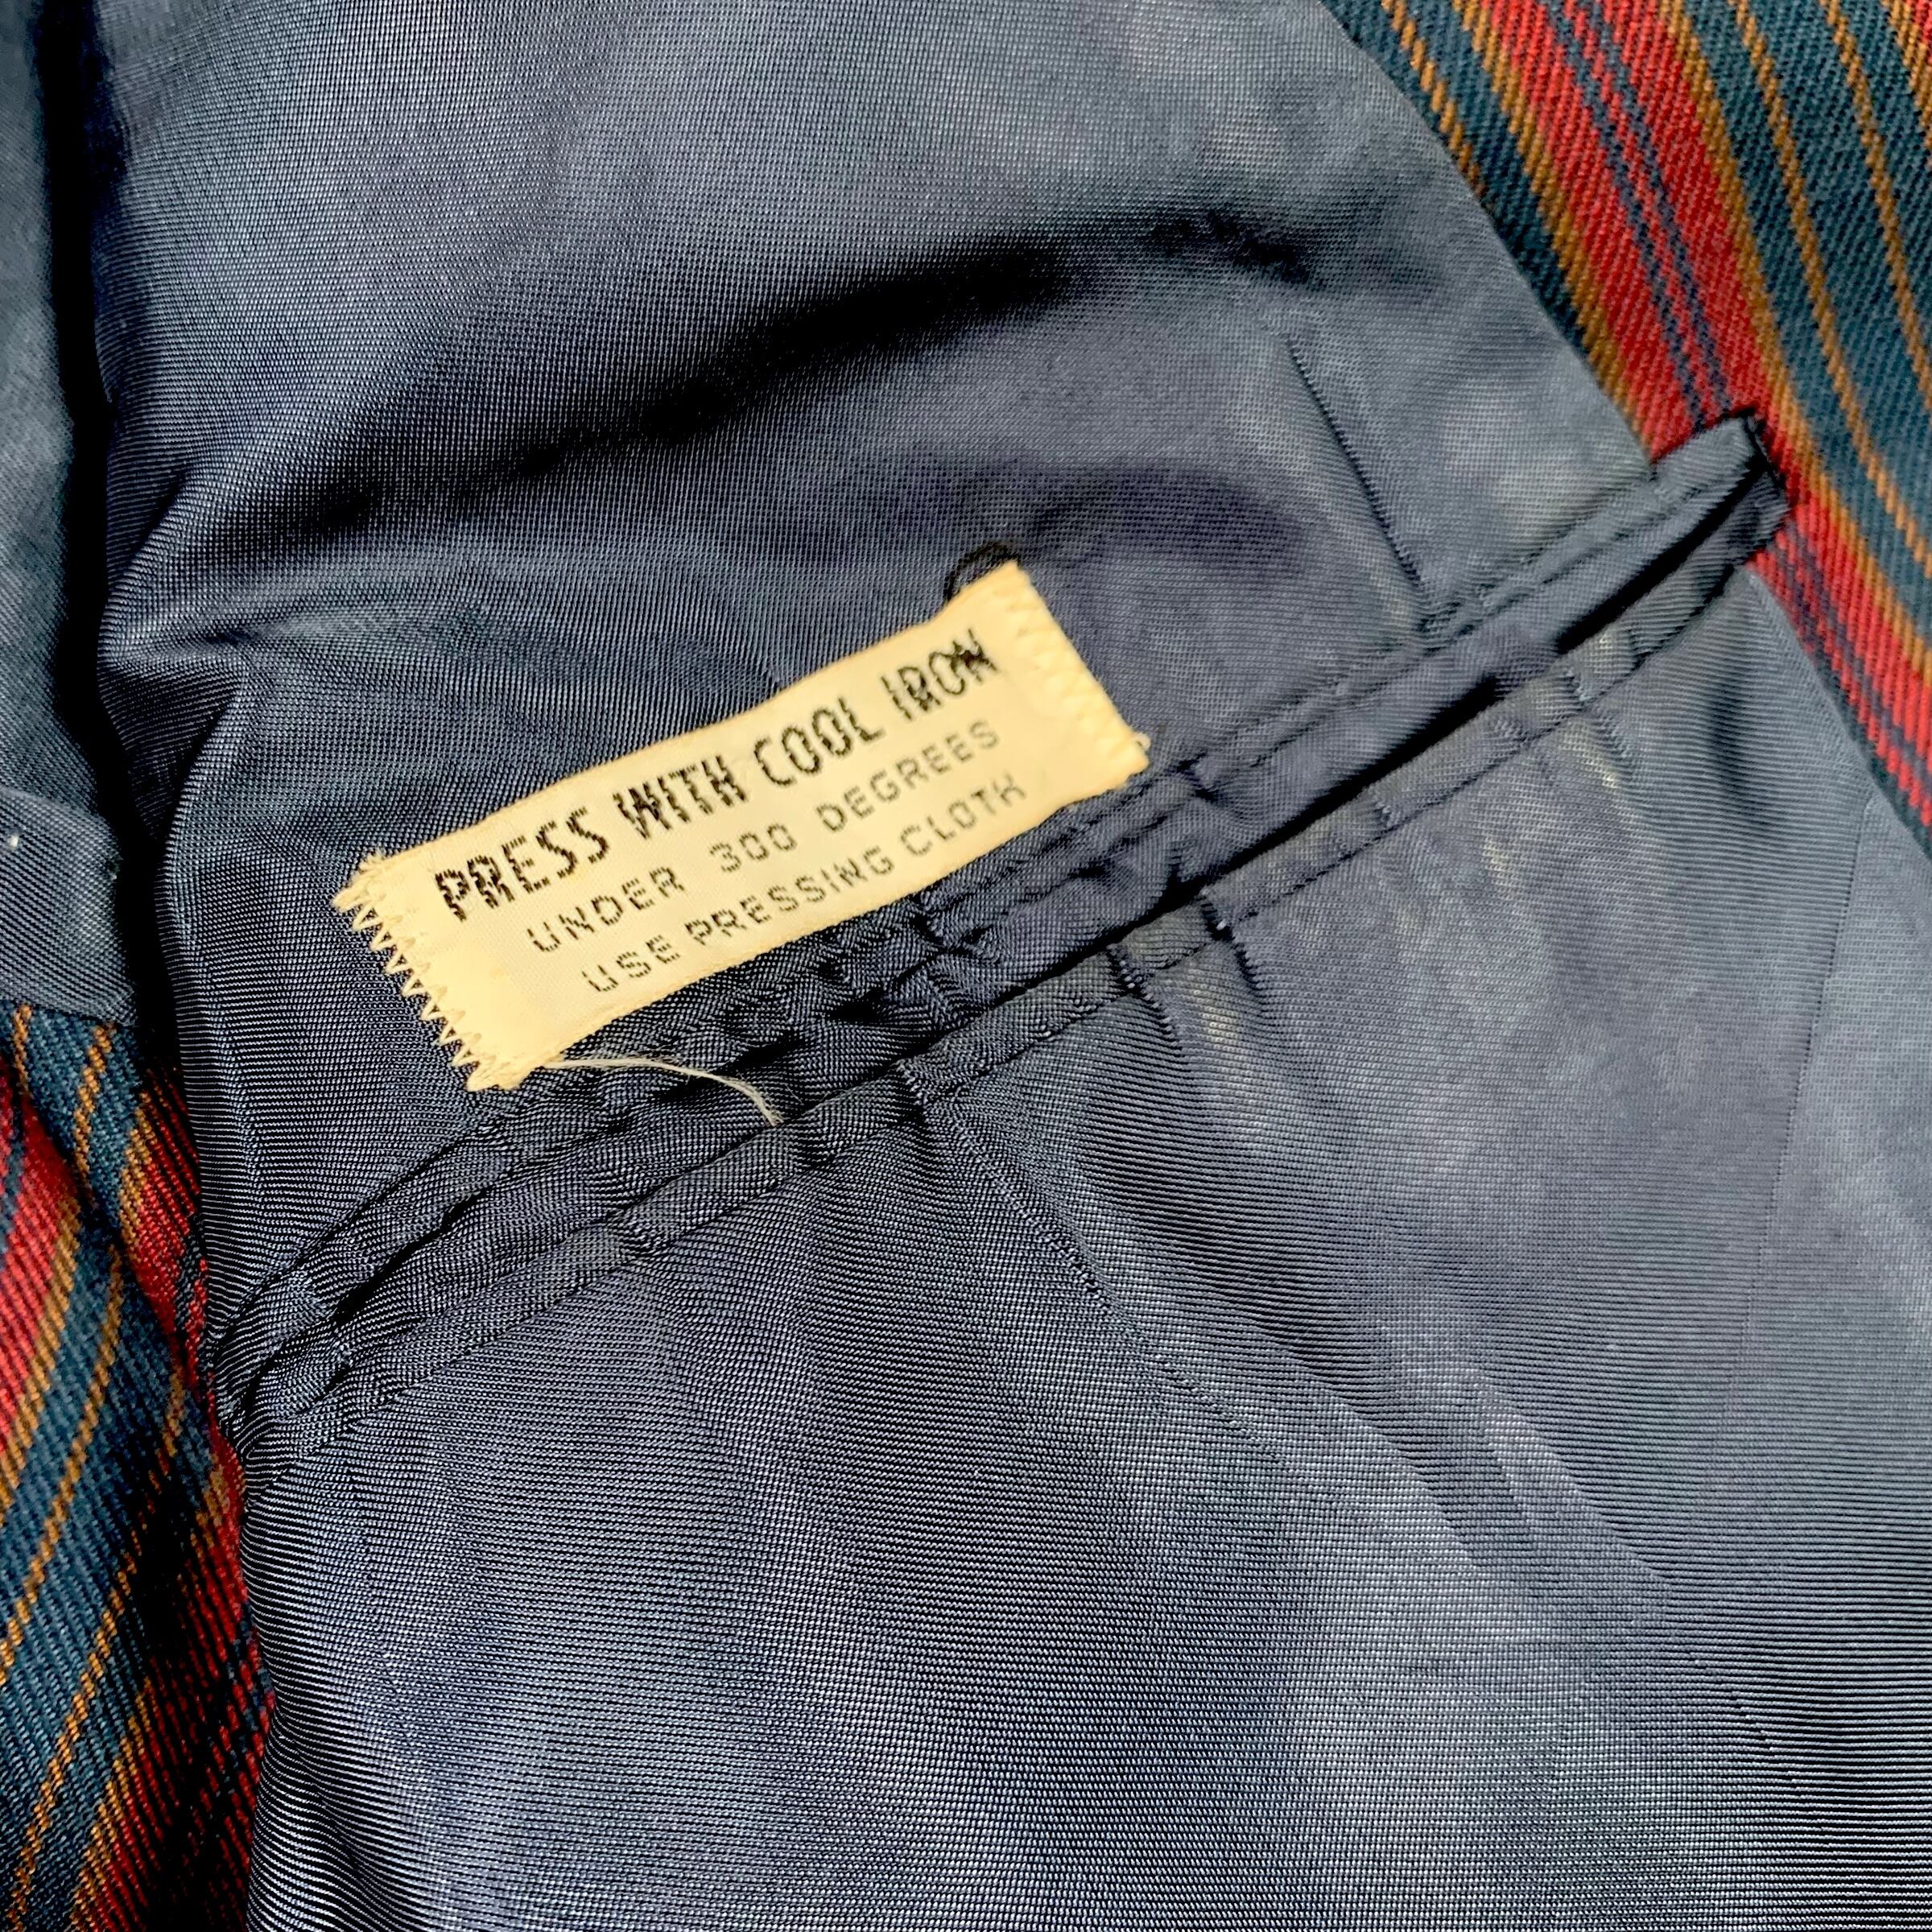 PRESS WITH COOL IRON
UNDER 300 DEGREES
USE PRESSING CLOTH